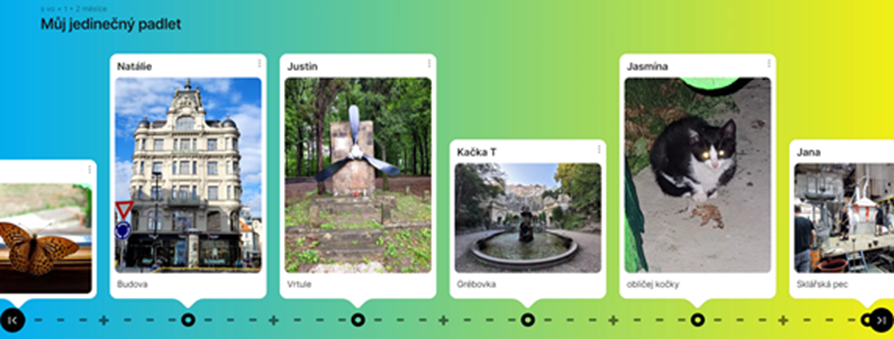 Můj jedinečný padlet
Natálie
Budova
Justin
Vrtule
Kačka T
Grébovka
Jasmína
obličej kočky
Jana
Sklářská pec